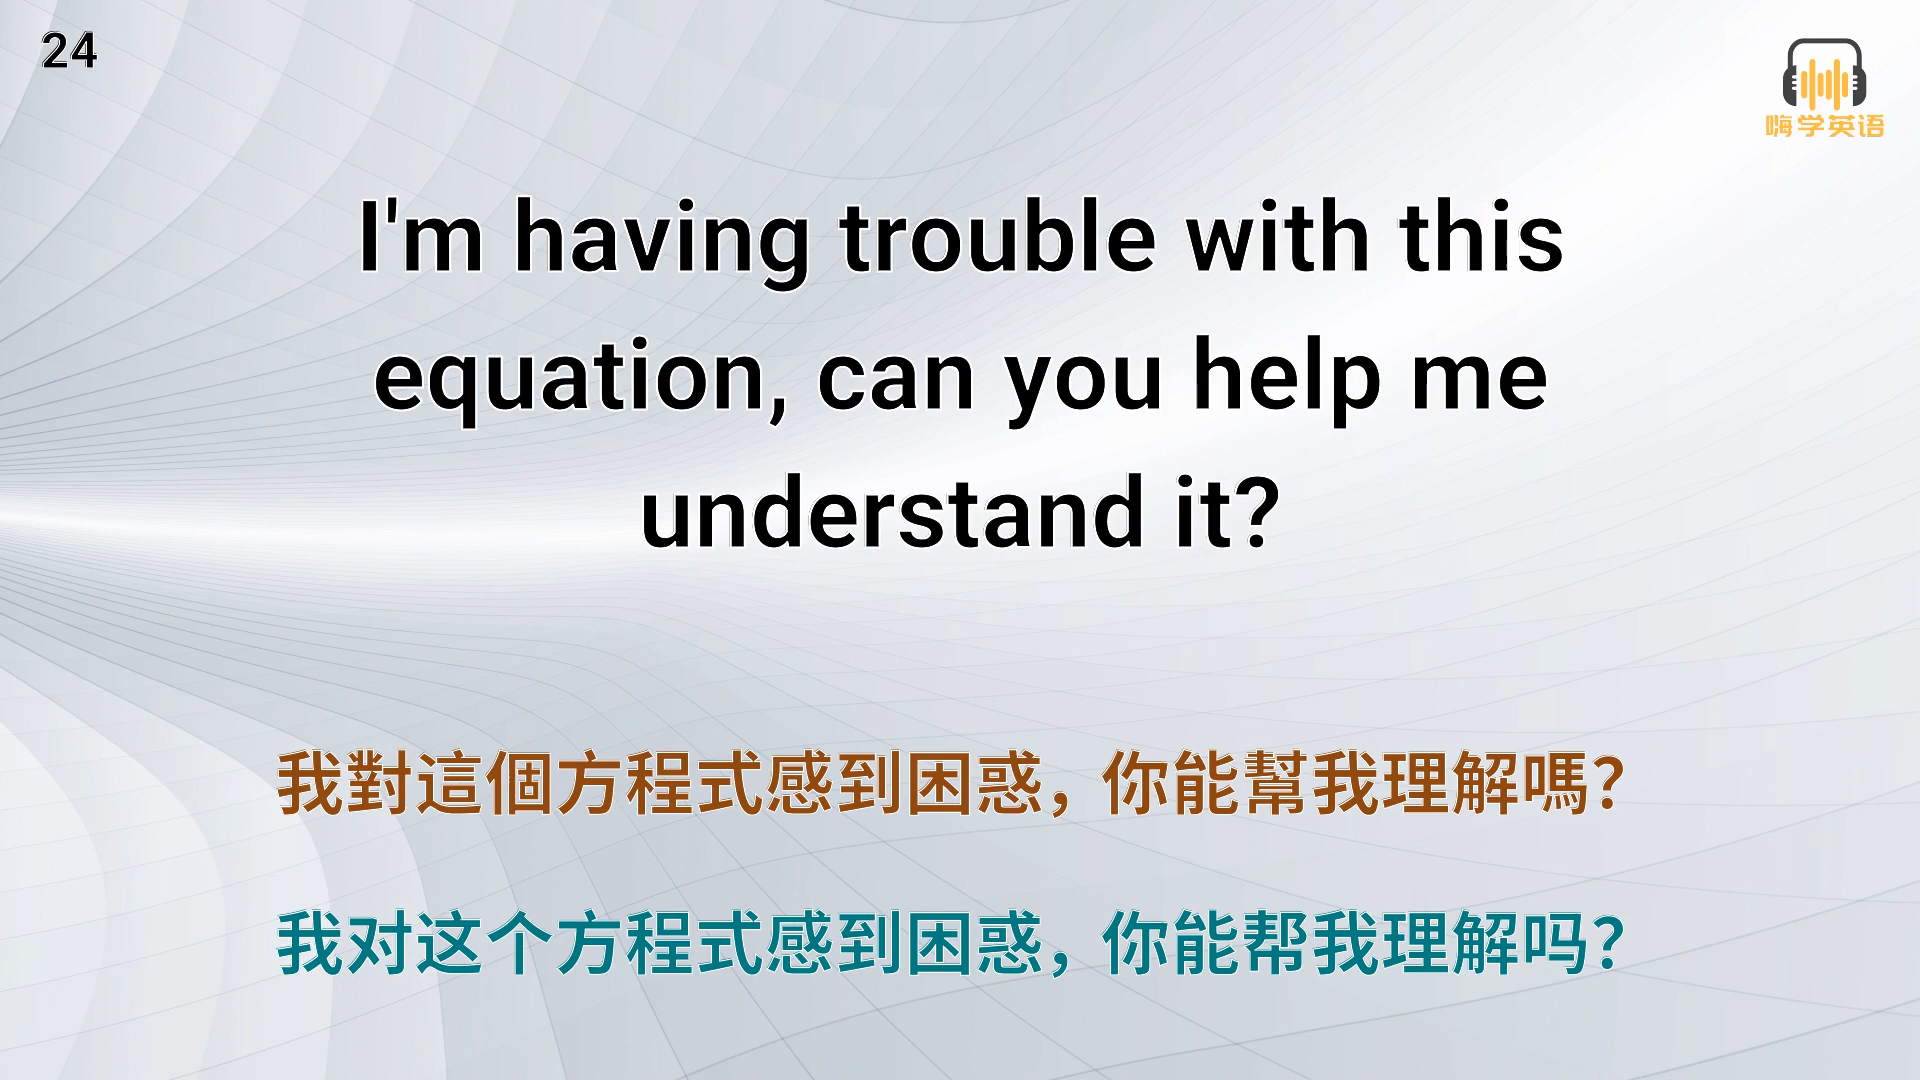 24
嗨学英语
I'm having trouble with this
equation, can you help me
understand it?
我對這個方程式感到困惑，你能幫我理解嗎？
我对这个方程式感到困惑，你能帮我理解吗？